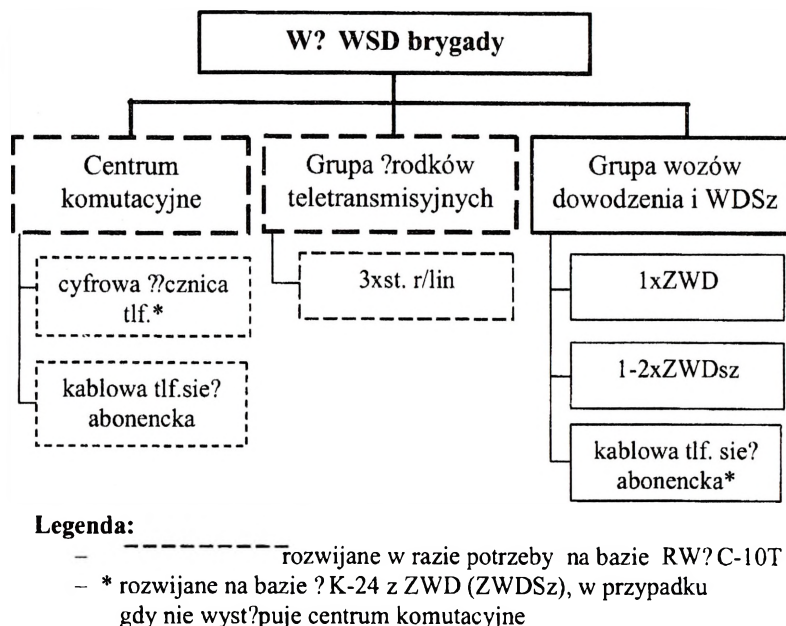 W? WSD brygady
Centrum
komutacyjne
Grupa ?rodków
teletransmisyjnych
Grupa wozów
dowodzenia i WDSz
cyfrowa ??cznica
tlf.*
3xst. r/lin
1xZWD
kablowa tlf.sie?
abonencka
1-2xZWDsz
kablowa tlf. sie?
abonencka*
Legenda:
– rozwijane w razie potrzeby na bazie RW? C-10T
– * rozwijane na bazie ? K-24 z ZWD (ZWDSz), w przypadku
gdy nie wyst?puje centrum komutacyjne